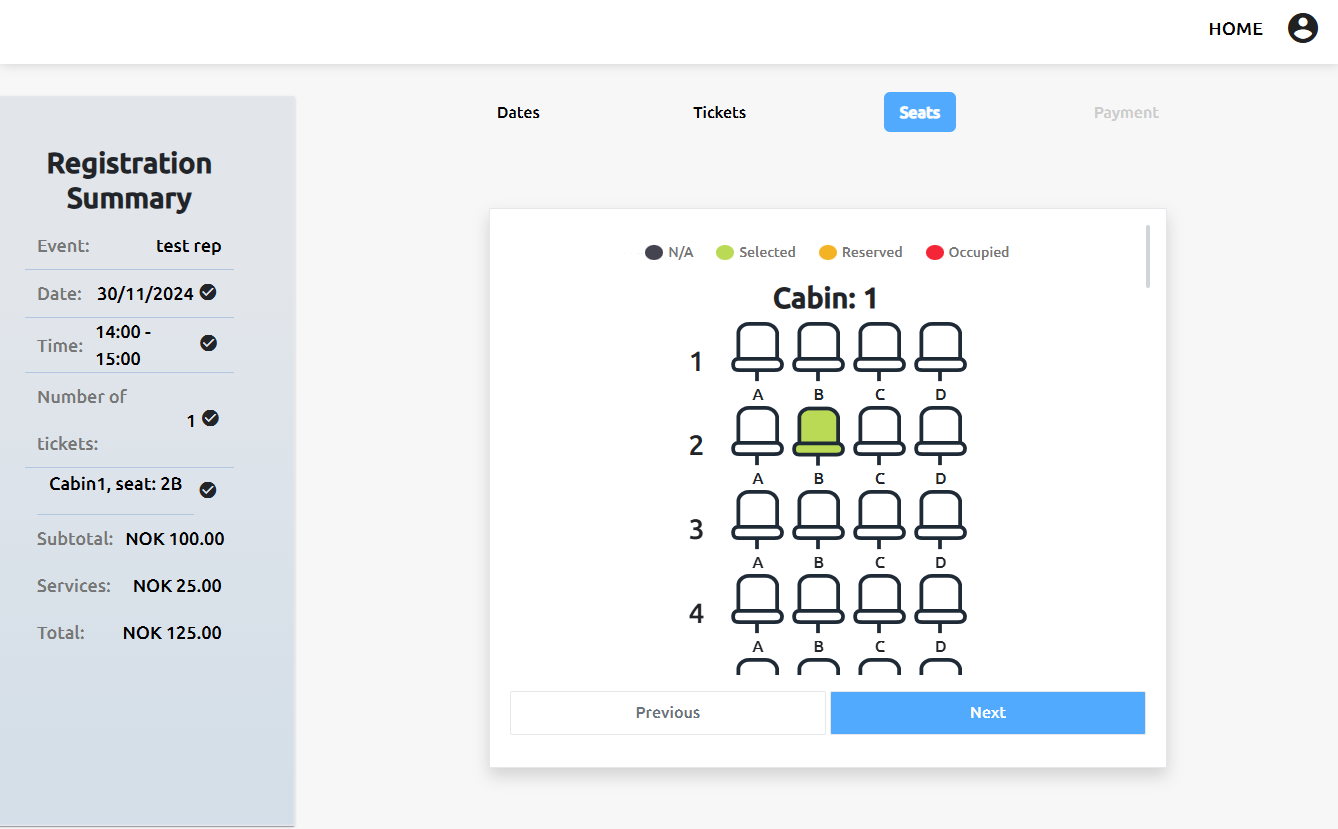 HOME
Dates Tickets Seats Payment
Registration
Summary
Event: test rep
Date: 30/11/2024
Time: 14:00 -
15:00
Number of
tickets: 1
Cabin1, seat: 2B
Subtotal: NOK 100.00
Services: NOK 25.00
Total: NOK 125.00
N/A Selected Reserved Occupied
Cabin: 1
1
A B C D
2
A B C D
3
A B C D
4
A B C D
Previous Next